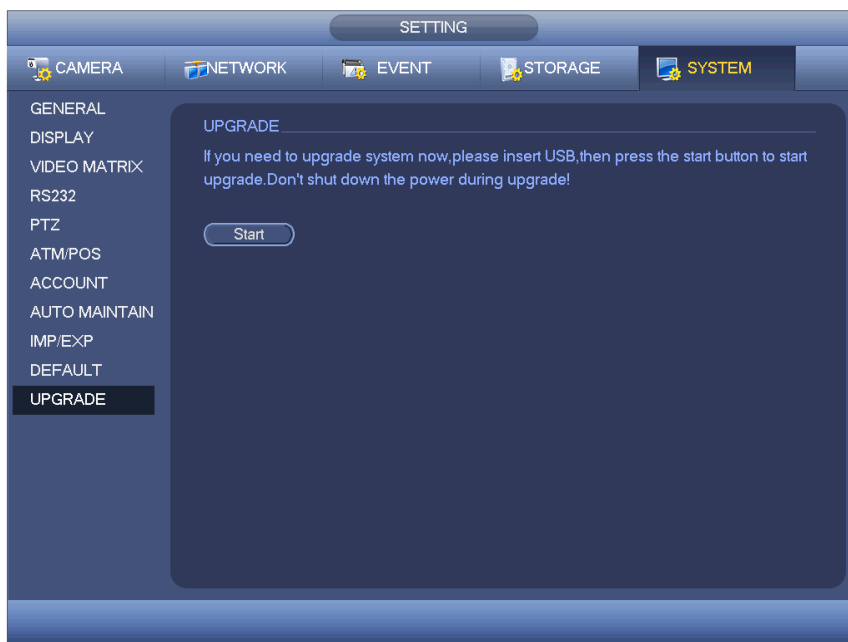 SETTING
CAMERA NETWORK EVENT STORAGE SYSTEM
GENERAL
DISPLAY
VIDEO MATRIX
RS232
PTZ
ATM/POS
ACCOUNT
AUTO MAINTAIN
IMP/EXP
DEFAULT
UPGRADE
UPGRADE
If you need to upgrade system now,please insert USB,then press the start button to start
upgrade.Don't shut down the power during upgrade!
Start